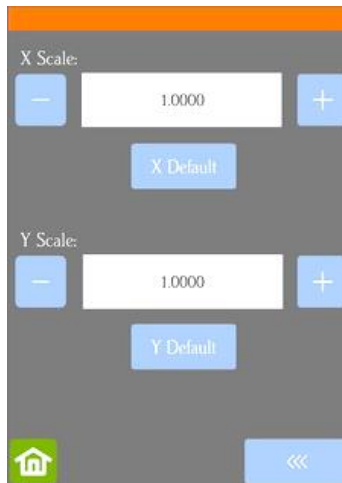 X Scale:
− 1.0000 +
X Default
Y Scale:
− 1.0000 +
Y Default
<<<